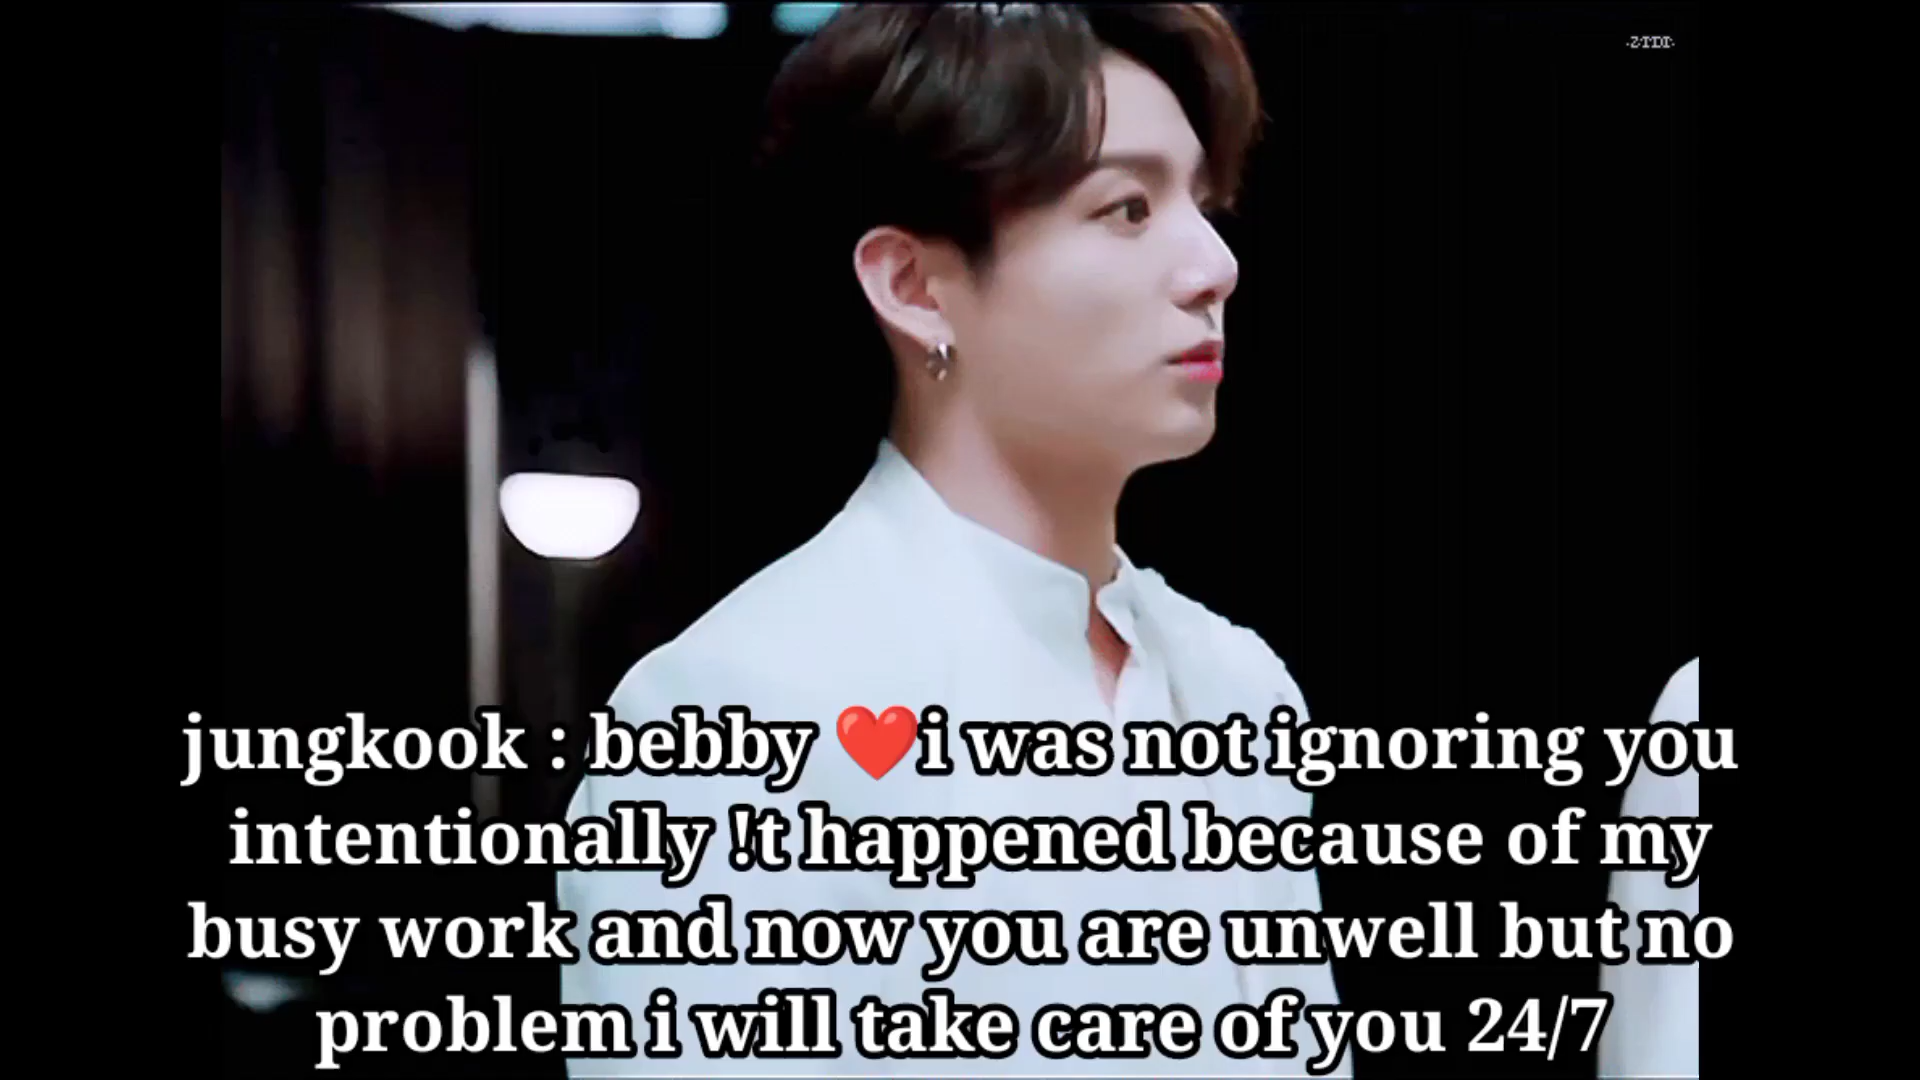 jungkook : bebby ❤️i was not ignoring you
intentionally !t happened because of my
busy work and now you are unwell but no
problem i will take care of you 24/7